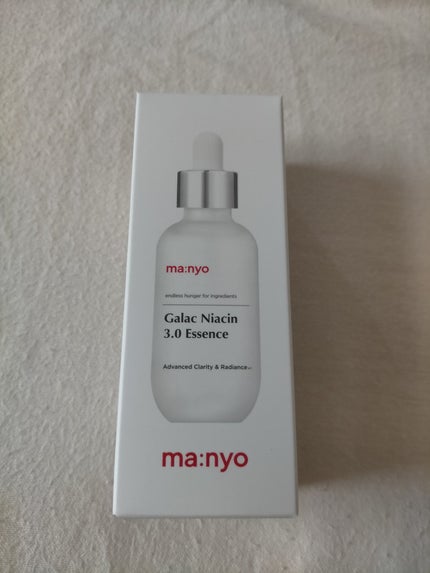 ma:nyo
endless hunger for ingredients
Galac Niacin
3.0 Essence
Advanced Clarity & Radiance
ma:nyo